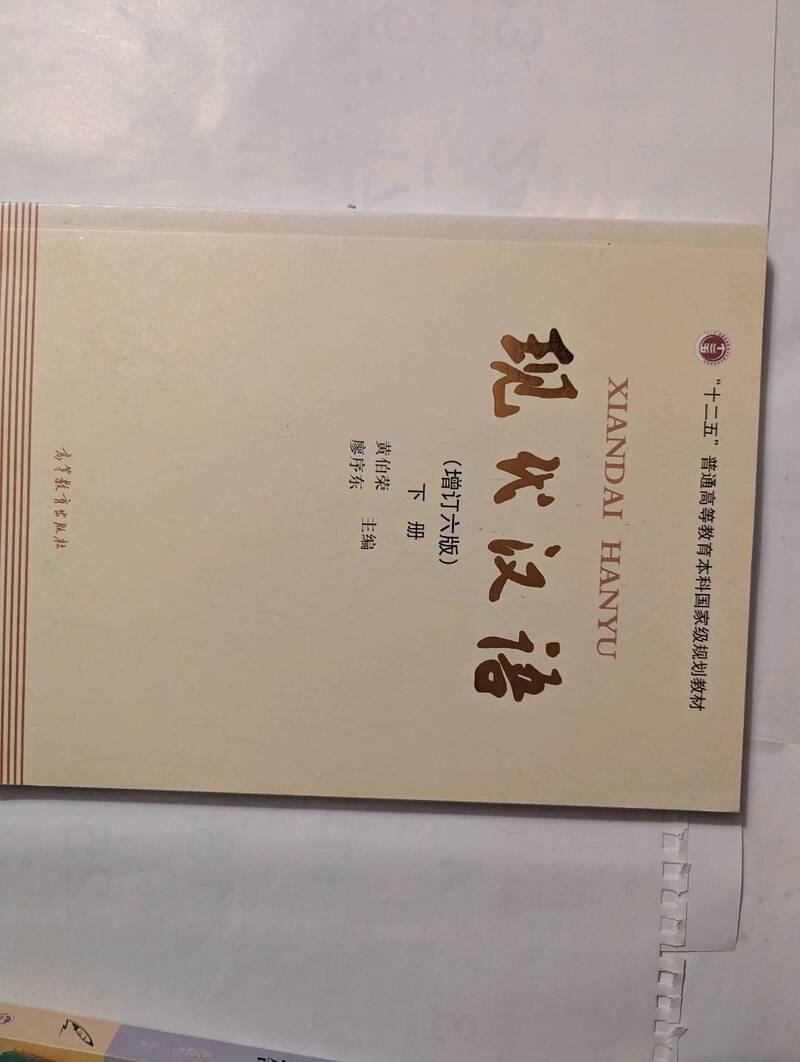 “十二五”普通高等教育本科国家级规划教材
XIANDAI HANYU
现代汉语
(增订六版)
下册
黄伯荣
廖序东
主编
高等教育出版社